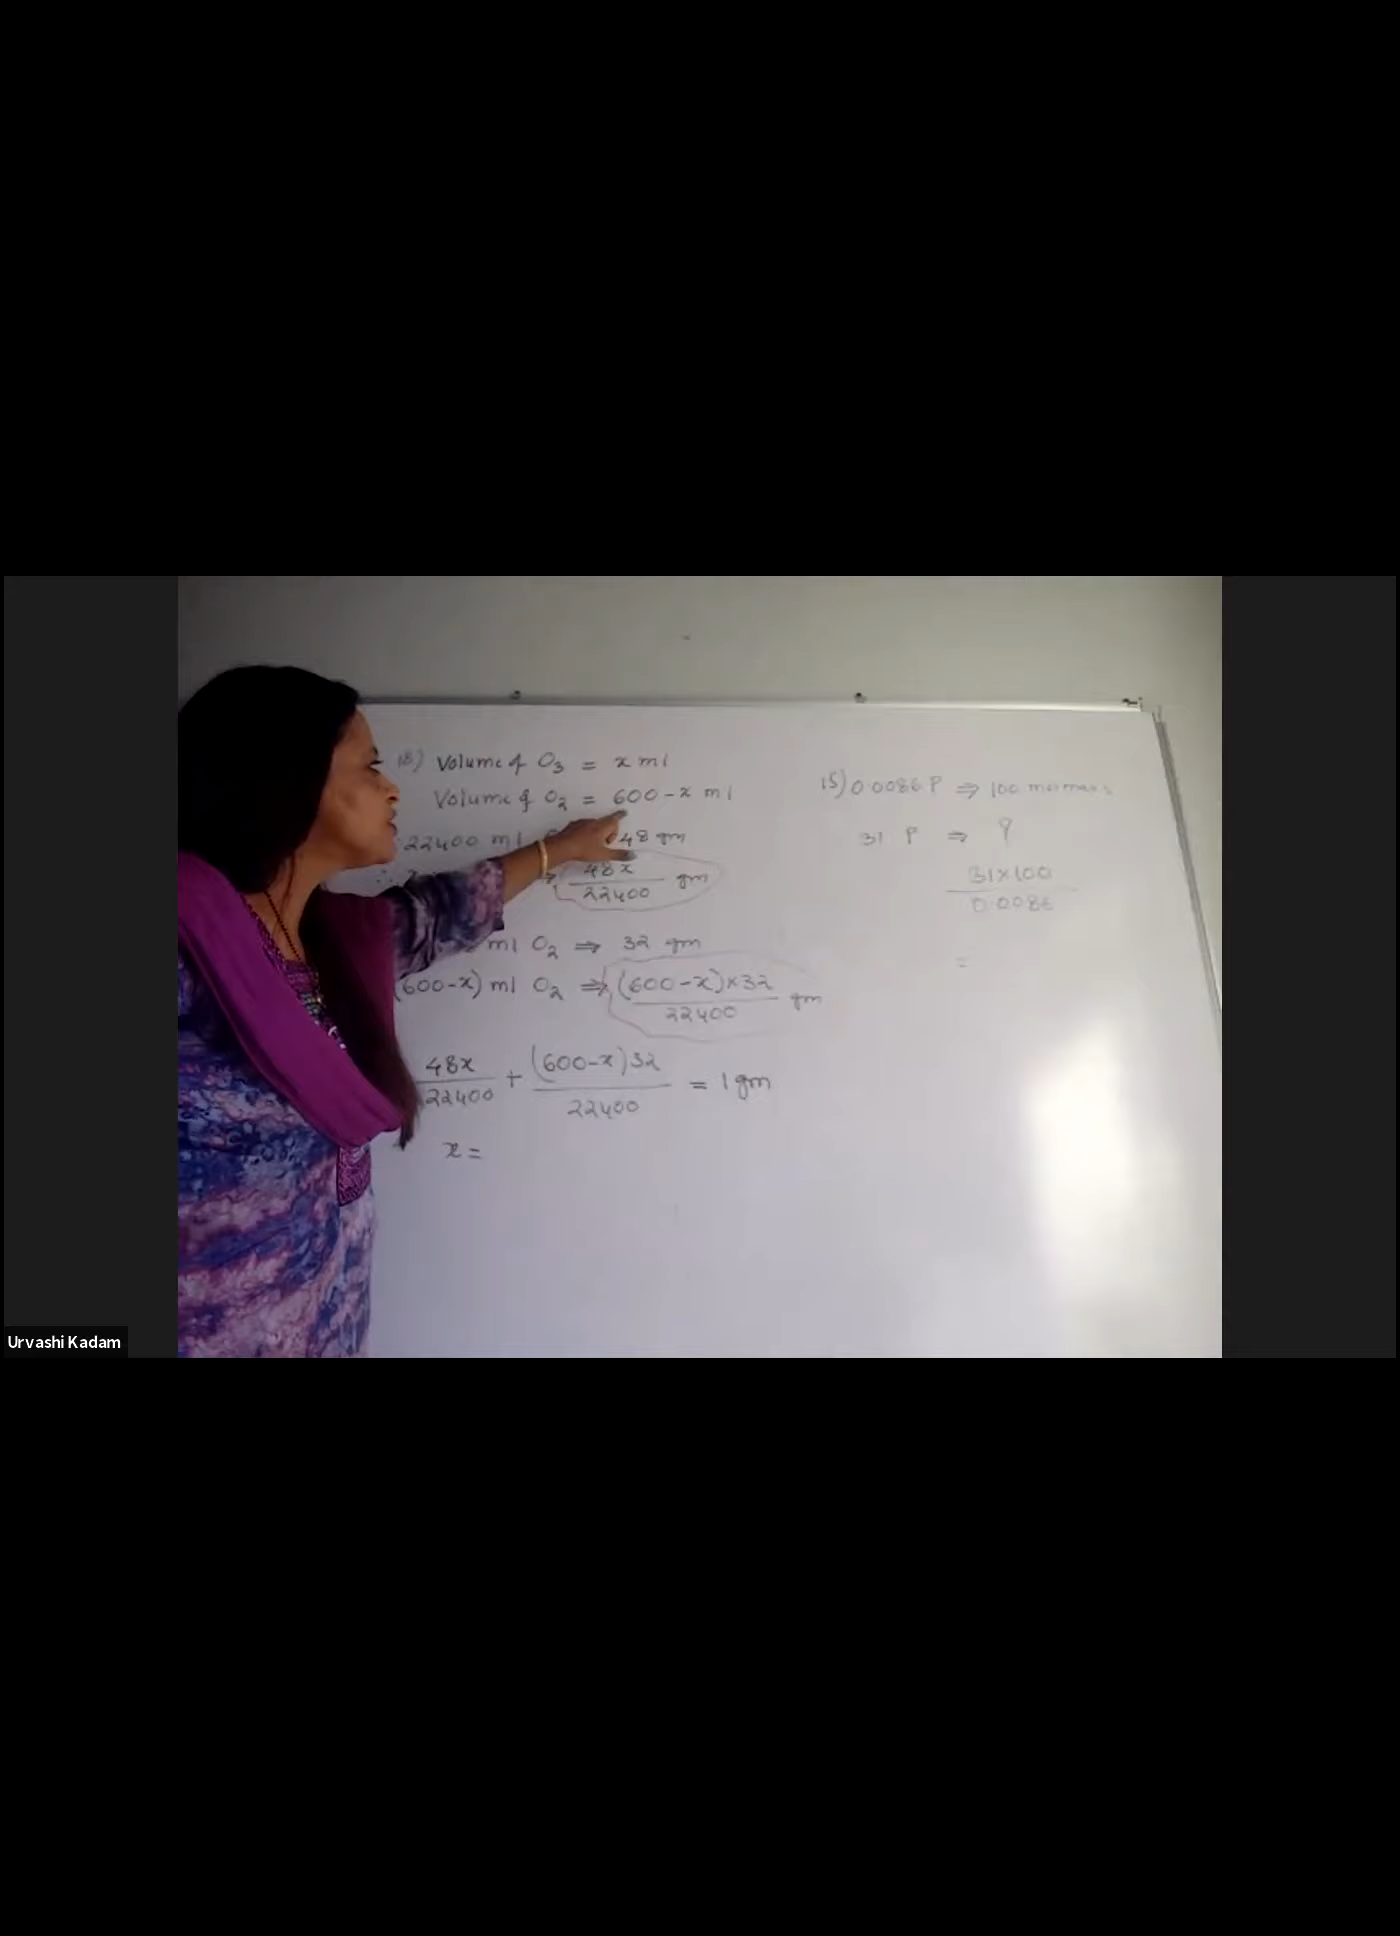 18) Volume of O3 = x ml
Volume of O2 = 600 - x ml
22400 ml 48 gm
∴ 48x / 22400 gm
ml O2 ⇒ 32 gm
(600-x) ml O2 ⇒ (600-x)×32 / 22400 gm
48x / 22400 + (600-x)32 / 22400 = 1 gm
x =
15) 0.0086 P ⇒ 100
31 P ⇒ ?
31×100 / 0.0086
=
Urvashi Kadam